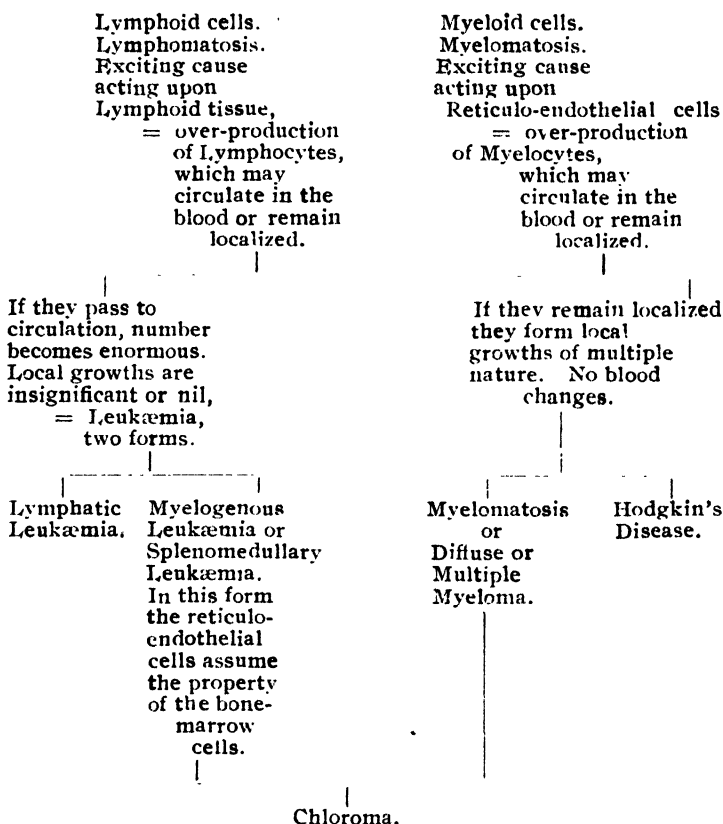 Lymphoid cells.
Lymphomatosis.
Exciting cause
acting upon
Lymphoid tissue,
= over-production
of Lymphocytes,
which may
circulate in the
blood or remain
localized.
Myeloid cells.
Myelomatosis.
Exciting cause
acting upon
Reticulo-endothelial cells
= over-production
of Myelocytes,
which may
circulate in the
blood or remain
localized.
If they pass to
circulation, number
becomes enormous.
Local growths are
insignificant or nil,
= Leukæmia,
two forms.
If they remain localized
they form local
growths of multiple
nature. No blood
changes.
Lymphatic
Leukæmia.
Myelogenous
Leukæmia or
Splenomedullary
Leukæmia.
In this form
the reticulo-
endothelial
cells assume
the property
of the bone-
marrow
cells.
Myelomatosis
or
Diffuse or
Multiple
Myeloma.
Hodgkin's
Disease.
Chloroma.